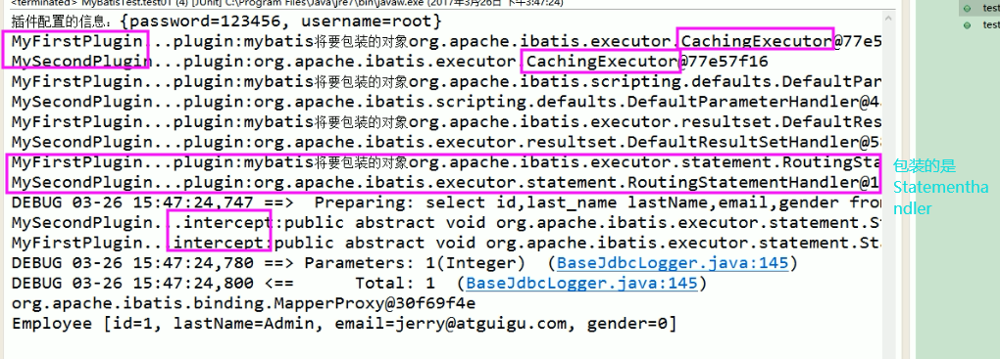 <terminated> MyBatisTest.test01 (4) [JUnit] C:\Program Files\Java\jre7\bin\javaw.exe (2017年3月26日 下午3:47:24)
插件配置的信息：{password=123456, username=root}
MyFirstPlugin...plugin:mybatis将要包装的对象org.apache.ibatis.executor.CachingExecutor@77e5
MySecondPlugin...plugin:org.apache.ibatis.executor.CachingExecutor@77e57f16
MyFirstPlugin...plugin:mybatis将要包装的对象org.apache.ibatis.scripting.defaults.DefaultPar
MySecondPlugin...plugin:org.apache.ibatis.scripting.defaults.DefaultParameterHandler@4
MyFirstPlugin...plugin:mybatis将要包装的对象org.apache.ibatis.executor.resultset.DefaultRes
MySecondPlugin...plugin:org.apache.ibatis.executor.resultset.DefaultResultSetHandler@5
MyFirstPlugin...plugin:mybatis将要包装的对象org.apache.ibatis.executor.statement.RoutingSta
MySecondPlugin...plugin:org.apache.ibatis.executor.statement.RoutingStatementHandler@1
DEBUG 03-26 15:47:24,747 ==>  Preparing: select id,last_name lastName,email,gender fro
MySecondPlugin...intercept:public abstract void org.apache.ibatis.executor.statement.St
MyFirstPlugin...intercept:public abstract void org.apache.ibatis.executor.statement.Sta
DEBUG 03-26 15:47:24,780 ==> Parameters: 1(Integer)  (BaseJdbcLogger.java:145)
DEBUG 03-26 15:47:24,800 <==      Total: 1  (BaseJdbcLogger.java:145)
org.apache.ibatis.binding.MapperProxy@30f69f4e
Employee [id=1, lastName=Admin, email=jerry@atguigu.com, gender=0]
test
test
包装的是
Statementha
ndler